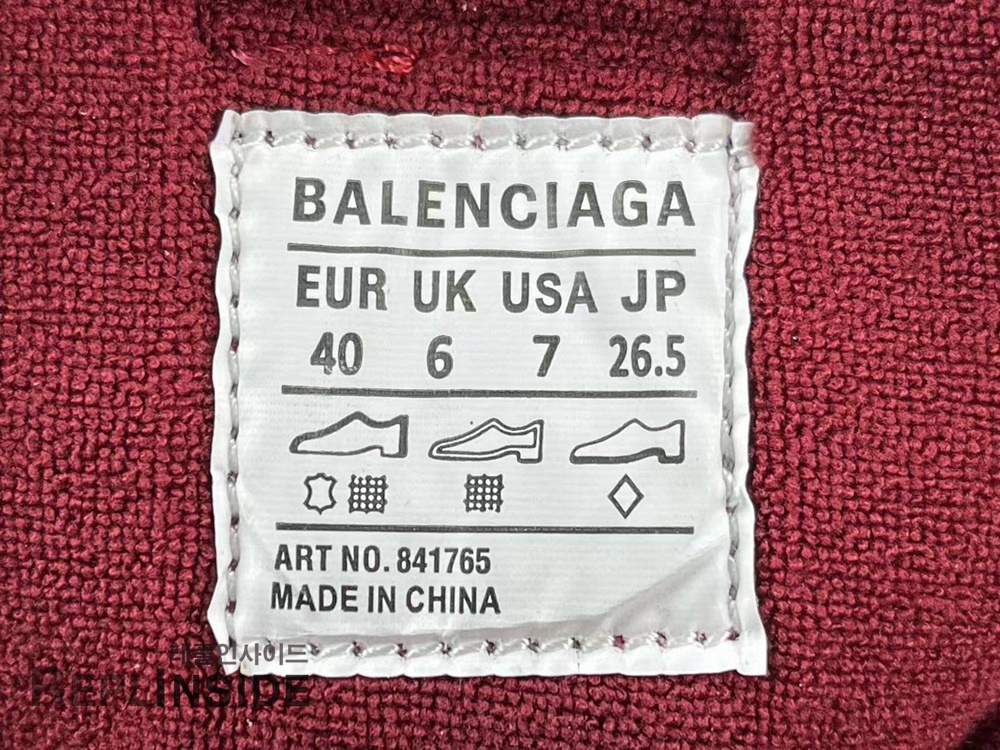 BALENCIAGA
EUR UK USA JP
40 6 7 26.5
ART NO. 841765
MADE IN CHINA
레플인사이드
REPLINSIDE